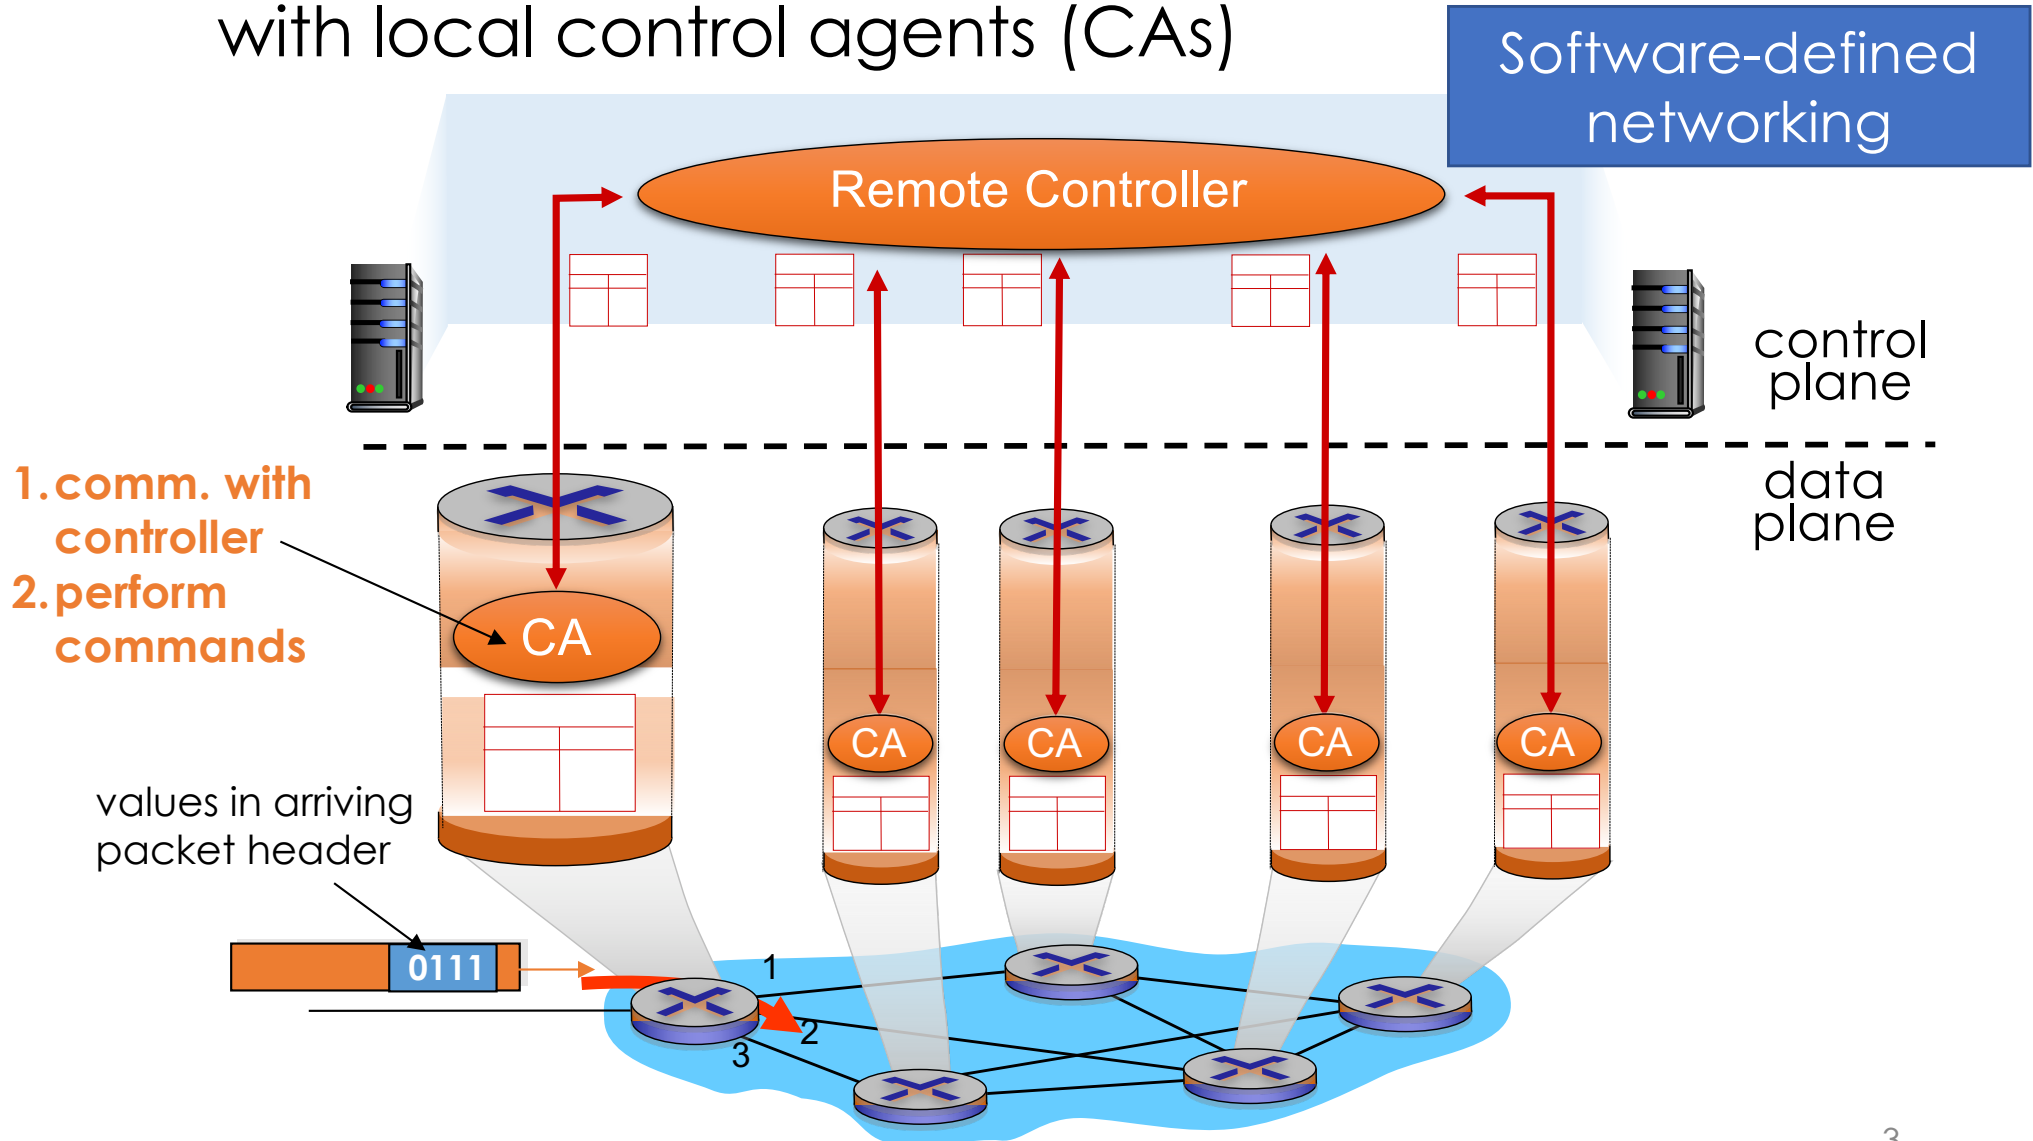 with local control agents (CAs)
Software-defined
networking
Remote Controller
control
plane
data
plane
1. comm. with
controller
2. perform
commands
CA
CA
CA
CA
CA
values in arriving
packet header
0111
1
2
3
3